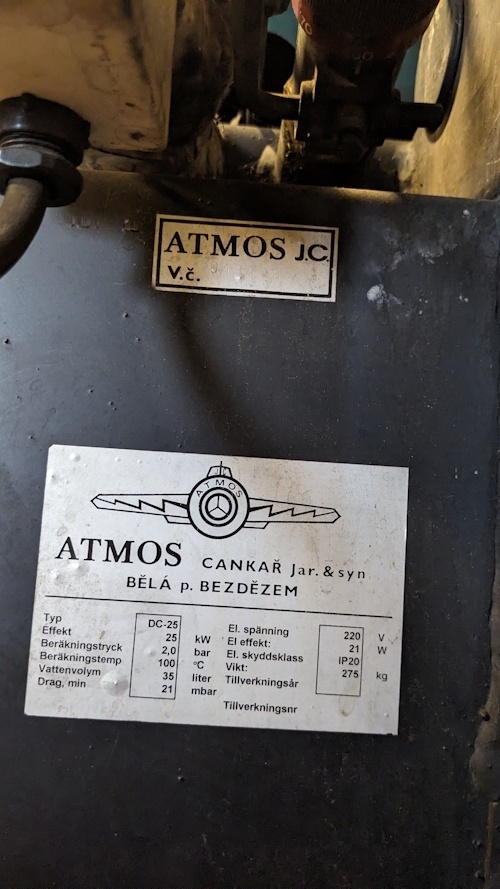 ATMOS J.C.
V.č.
ATMOS
ATMOS CANKAŘ Jar. & syn
BĚLÁ p. BEZDĚZEM
Typ DC-25
Effekt 25 kW
Beräkningstryck 2,0 bar
Beräkningstemp 100 °C
Vattenvolym 35 liter
Drag, min 21 mbar
El. spänning 220 V
El effekt: 21 W
El. skyddsklass IP20
Vikt: 275 kg
Tillverkningsår
Tillverkningsnr